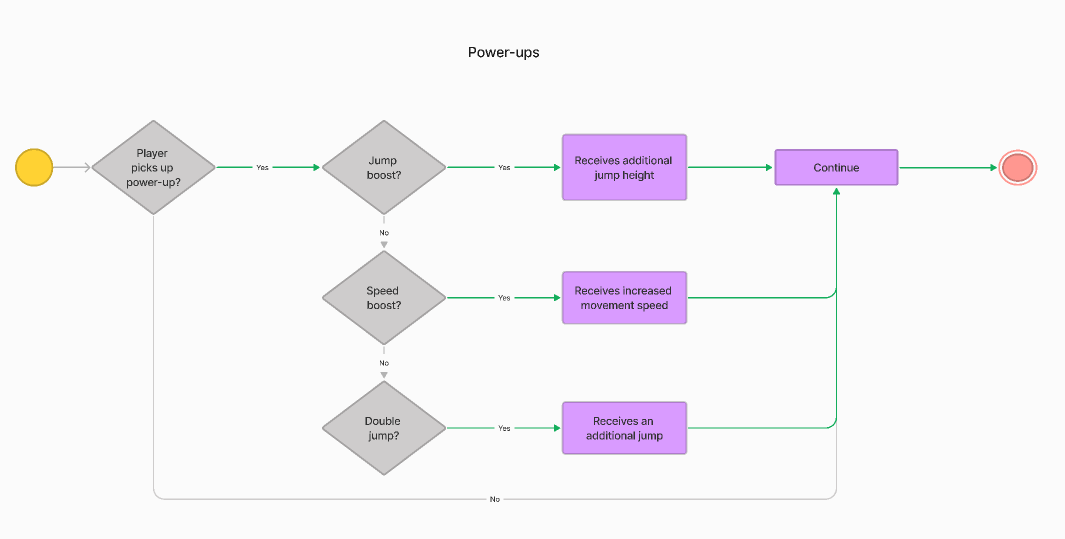 Power-ups
Player
picks up
power-up?
Yes
Jump
boost?
Yes
Receives additional
jump height
Continue
No
Speed
boost?
Yes
Receives increased
movement speed
No
Double
jump?
Yes
Receives an
additional jump
No